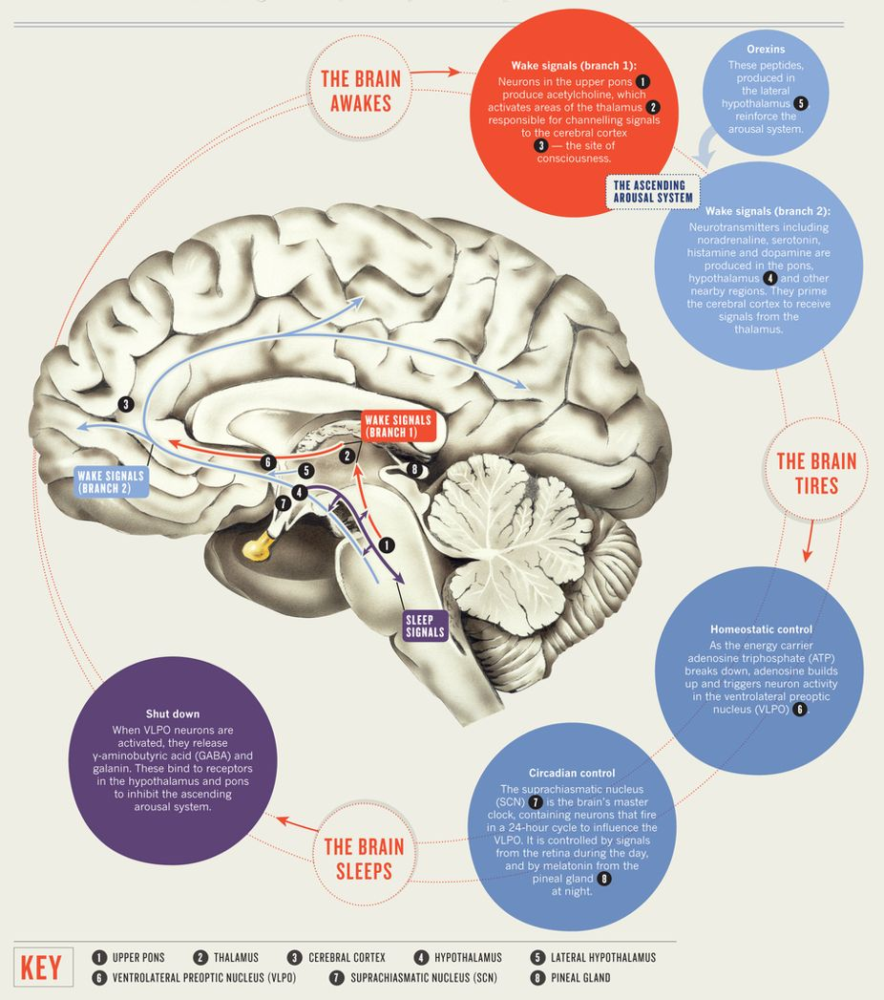 THE BRAIN
AWAKES
Wake signals (branch 1):
Neurons in the upper pons 1
produce acetylcholine, which
activates areas of the thalamus 2
responsible for channelling signals
to the cerebral cortex
3 — the site of
consciousness.
Orexins
These peptides,
produced in
the lateral
hypothalamus 5,
reinforce the
arousal system.
THE ASCENDING
AROUSAL SYSTEM
Wake signals (branch 2):
Neurotransmitters including
noradrenaline, serotonin,
histamine and dopamine are
produced in the pons,
hypothalamus 4 and other
nearby regions. They prime
the cerebral cortex to receive
signals from the
thalamus.
3
WAKE SIGNALS
(BRANCH 1)
WAKE SIGNALS
(BRANCH 2)
6
5
2
8
7
4
1
SLEEP
SIGNALS
THE BRAIN
TIRES
Homeostatic control
As the energy carrier
adenosine triphosphate (ATP)
breaks down, adenosine builds
up and triggers neuron activity
in the ventrolateral preoptic
nucleus (VLPO) 6.
Circadian control
The suprachiasmatic nucleus
(SCN) 7 is the brain's master
clock, containing neurons that fire
in a 24-hour cycle to influence the
VLPO. It is controlled by signals
from the retina during the day,
and by melatonin from the
pineal gland 8
at night.
THE BRAIN
SLEEPS
Shut down
When VLPO neurons are
activated, they release
γ-aminobutyric acid (GABA) and
galanin. These bind to receptors
in the hypothalamus and pons
to inhibit the ascending
arousal system.
KEY
1 UPPER PONS 2 THALAMUS 3 CEREBRAL CORTEX 4 HYPOTHALAMUS 5 LATERAL HYPOTHALAMUS
6 VENTROLATERAL PREOPTIC NUCLEUS (VLPO) 7 SUPRACHIASMATIC NUCLEUS (SCN) 8 PINEAL GLAND